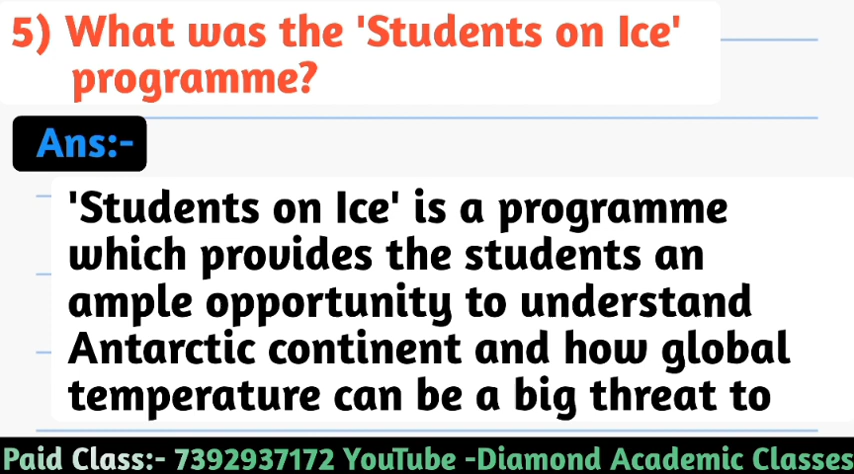 5) What was the 'Students on Ice'
programme?
Ans:-
'Students on Ice' is a programme
which provides the students an
ample opportunity to understand
Antarctic continent and how global
temperature can be a big threat to
Paid Class:- 7392937172 YouTube -Diamond Academic Classes